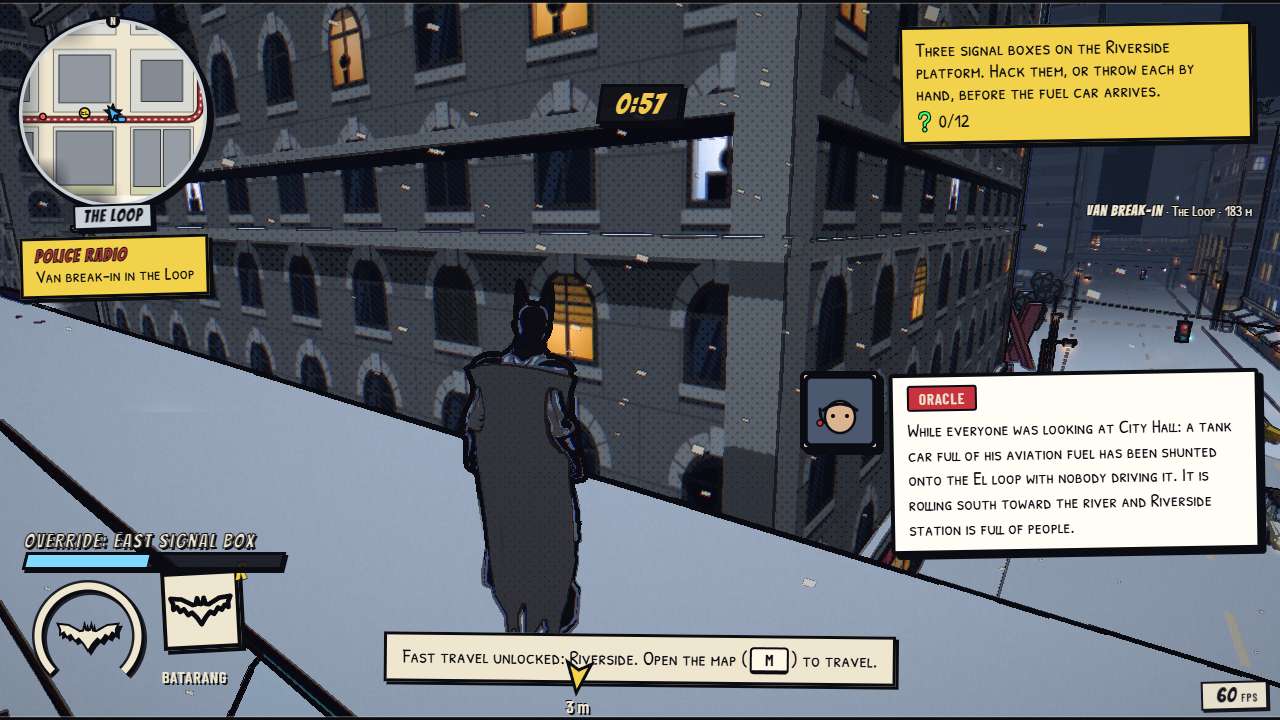 N
THE LOOP
POLICE RADIO
VAN BREAK-IN IN THE LOOP
0:57
THREE SIGNAL BOXES ON THE RIVERSIDE
PLATFORM. HACK THEM, OR THROW EACH BY
HAND, BEFORE THE FUEL CAR ARRIVES.
? 0/12
VAN BREAK-IN · THE LOOP · 183 M
ORACLE
WHILE EVERYONE WAS LOOKING AT CITY HALL: A TANK
CAR FULL OF HIS AVIATION FUEL HAS BEEN SHUNTED
ONTO THE EL LOOP WITH NOBODY DRIVING IT. IT IS
ROLLING SOUTH TOWARD THE RIVER AND RIVERSIDE
STATION IS FULL OF PEOPLE.
OVERRIDE: EAST SIGNAL BOX
BATARANG
FAST TRAVEL UNLOCKED: RIVERSIDE. OPEN THE MAP ( M ) TO TRAVEL.
3 m
60 FPS